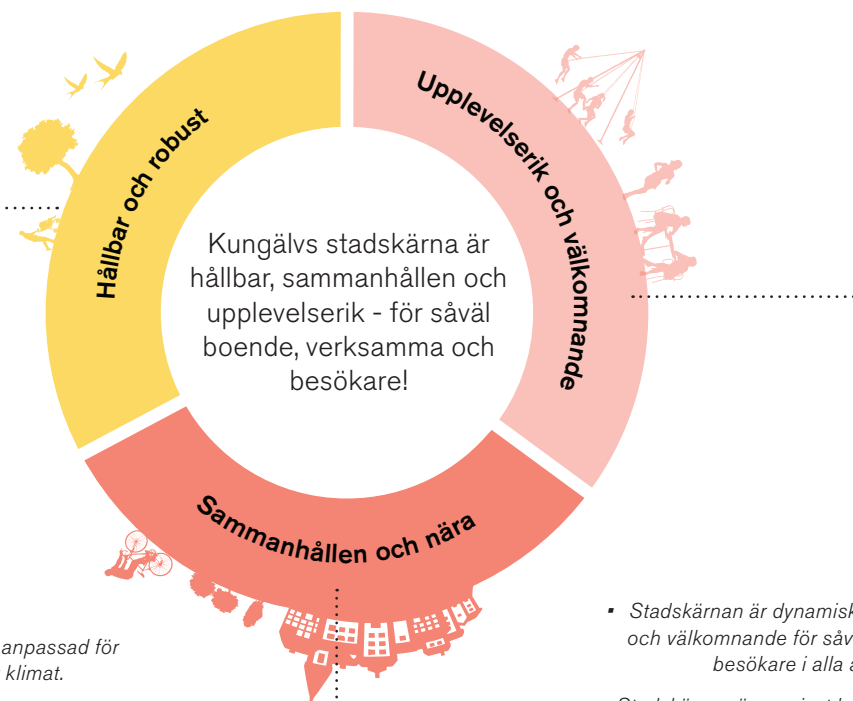 Hållbar och robust
Upplevelserik och välkomnande
Kungälvs stadskärna är
hållbar, sammanhållen och
upplevelserik - för såväl
boende, verksamma och
besökare!
Sammanhållen och nära
anpassad för
klimat.
▪ Stadskärnan är dynamisk
och välkomnande för såv
besökare i alla